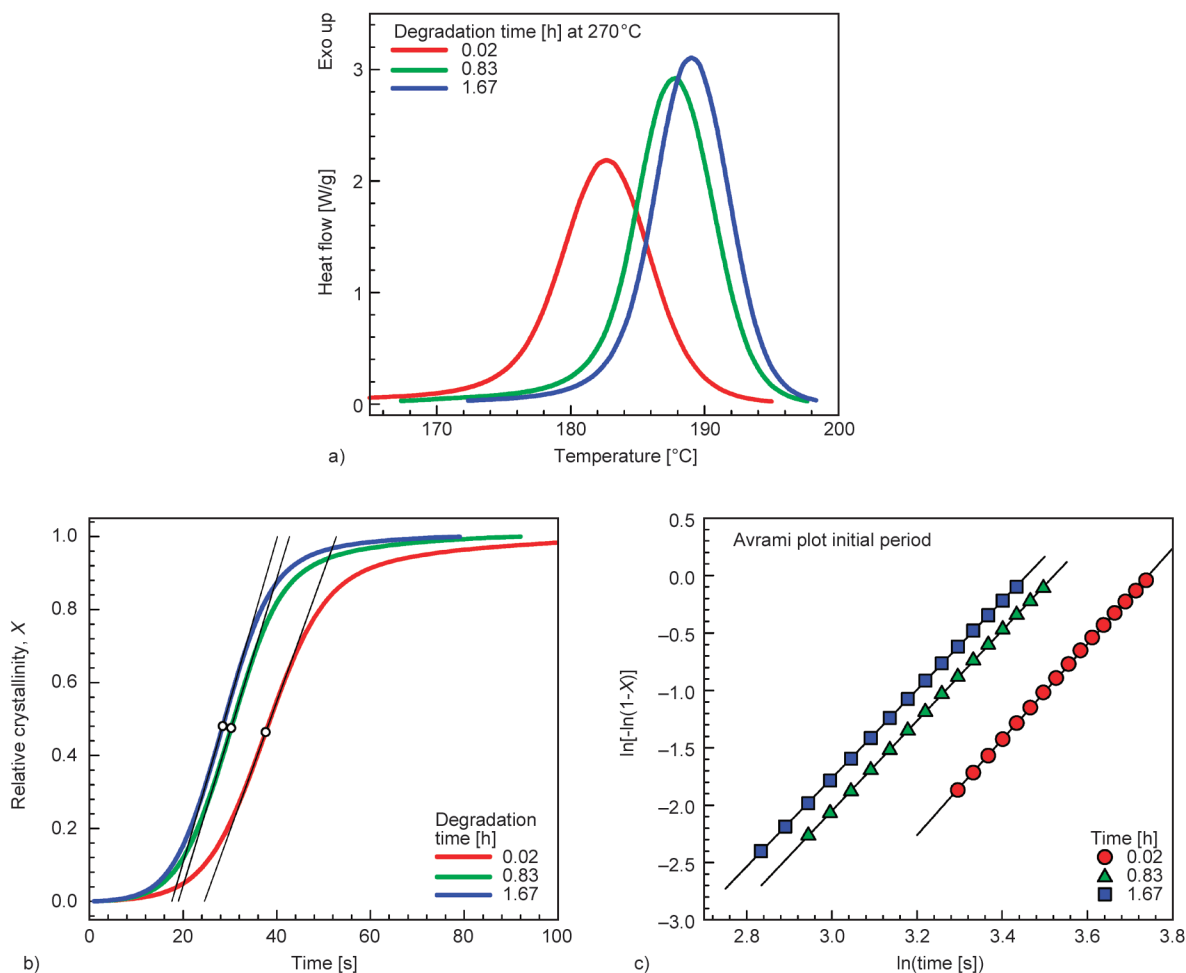 Exo up
Heat flow [W/g]
Degradation time [h] at 270°C
0.02
0.83
1.67
3
2
1
0
170
180
190
200
Temperature [°C]
a)
Relative crystallinity, X
1.0
0.8
0.6
0.4
0.2
0.0
Degradation
time [h]
0.02
0.83
1.67
0
20
40
60
80
100
Time [s]
b)
ln[-ln(1-X)]
0.5
0.0
–0.5
–1.0
–1.5
–2.0
–2.5
–3.0
Avrami plot initial period
Time [h]
0.02
0.83
1.67
2.8
3.0
3.2
3.4
3.6
3.8
ln(time [s])
c)